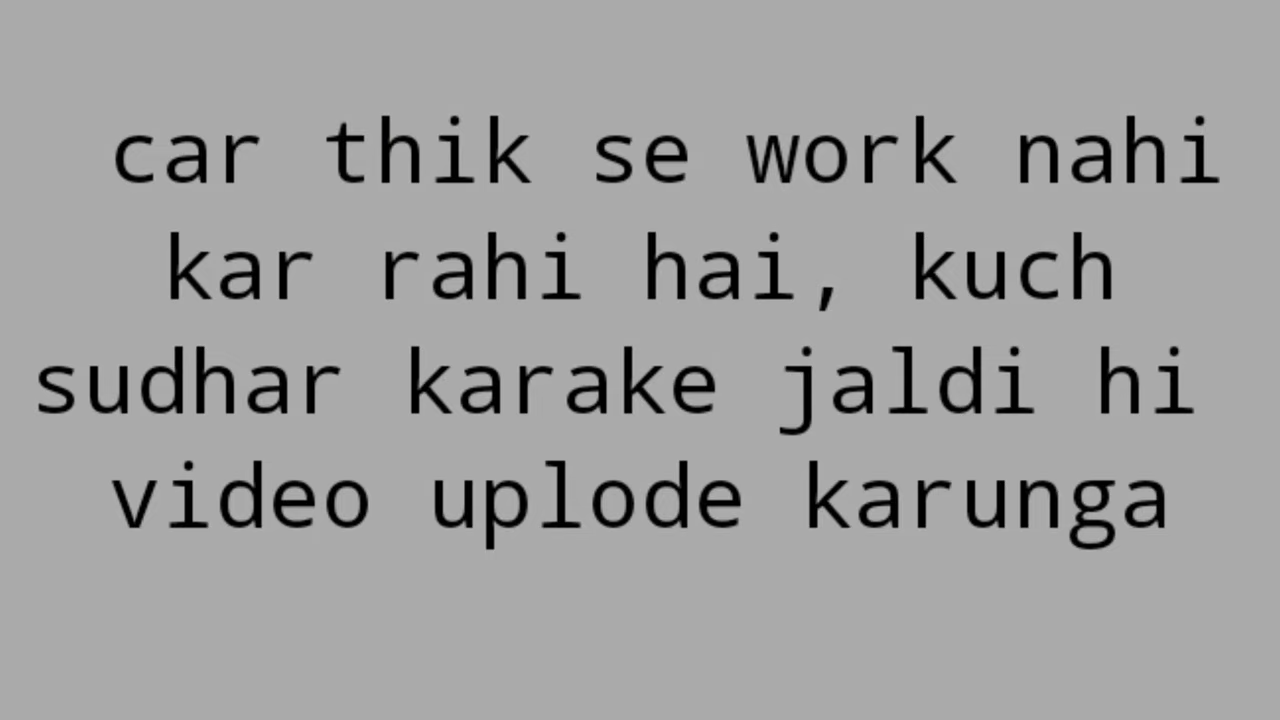 car thik se work nahi
kar rahi hai, kuch
sudhar karake jaldi hi
video uplode karunga